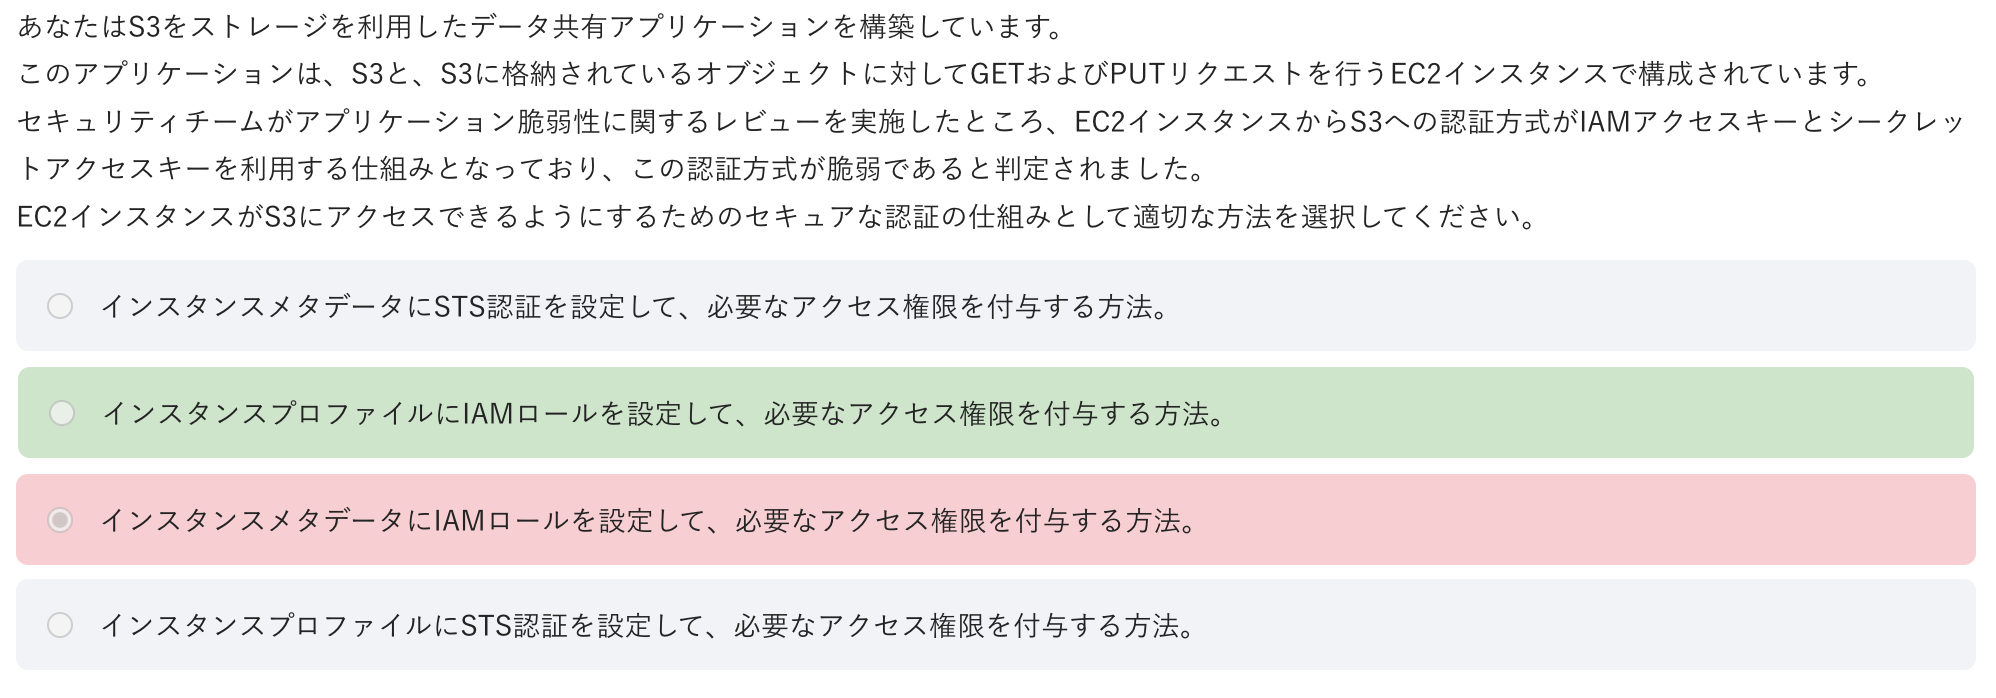 あなたはS3をストレージを利用したデータ共有アプリケーションを構築しています。
このアプリケーションは、S3と、S3に格納されているオブジェクトに対してGETおよびPUTリクエストを行うEC2インスタンスで構成されています。
セキュリティチームがアプリケーション脆弱性に関するレビューを実施したところ、EC2インスタンスからS3への認証方式がIAMアクセスキーとシークレッ
トアクセスキーを利用する仕組みとなっており、この認証方式が脆弱であると判定されました。
EC2インスタンスがS3にアクセスできるようにするためのセキュアな認証の仕組みとして適切な方法を選択してください。
インスタンスメタデータにSTS認証を設定して、必要なアクセス権限を付与する方法。
インスタンスプロファイルにIAMロールを設定して、必要なアクセス権限を付与する方法。
インスタンスメタデータにIAMロールを設定して、必要なアクセス権限を付与する方法。
インスタンスプロファイルにSTS認証を設定して、必要なアクセス権限を付与する方法。